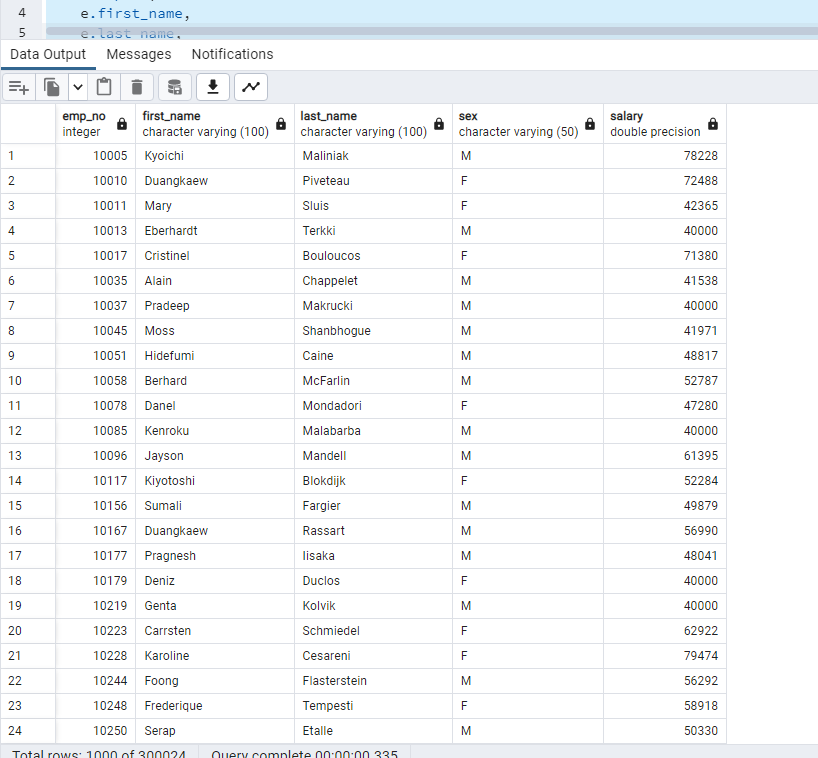 4 e.first_name,
5 e.last_name,
Data Output Messages Notifications
emp_no first_name last_name sex salary
integer character varying (100) character varying (100) character varying (50) double precision
1 10005 Kyoichi Maliniak M 78228
2 10010 Duangkaew Piveteau F 72488
3 10011 Mary Sluis F 42365
4 10013 Eberhardt Terkki M 40000
5 10017 Cristinel Bouloucos F 71380
6 10035 Alain Chappelet M 41538
7 10037 Pradeep Makrucki M 40000
8 10045 Moss Shanbhogue M 41971
9 10051 Hidefumi Caine M 48817
10 10058 Berhard McFarlin M 52787
11 10078 Danel Mondadori F 47280
12 10085 Kenroku Malabarba M 40000
13 10096 Jayson Mandell M 61395
14 10117 Kiyotoshi Blokdijk F 52284
15 10156 Sumali Fargier M 49879
16 10167 Duangkaew Rassart M 56990
17 10177 Pragnesh Iisaka M 48041
18 10179 Deniz Duclos F 40000
19 10219 Genta Kolvik M 40000
20 10223 Carrsten Schmiedel F 62922
21 10228 Karoline Cesareni F 79474
22 10244 Foong Flasterstein M 56292
23 10248 Frederique Tempesti F 58918
24 10250 Serap Etalle M 50330
Total rows: 1000 of 300024 Query complete 00:00:00.335